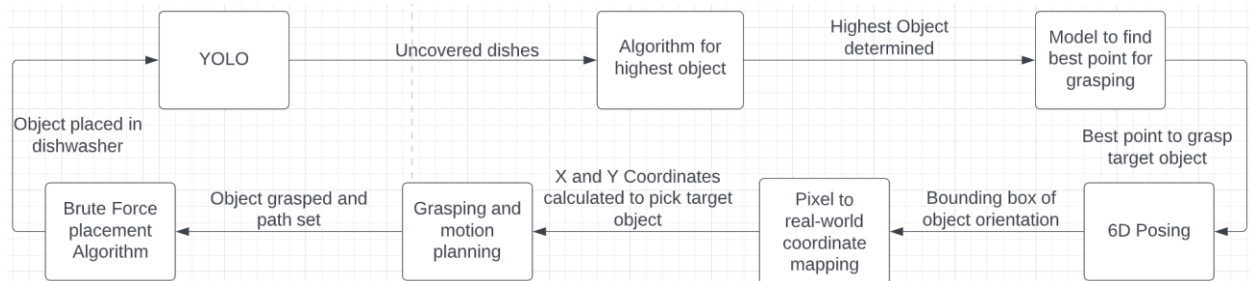 YOLO
Uncovered dishes
Algorithm for
highest object
Highest Object
determined
Model to find
best point for
grasping
Best point to grasp
target object
6D Posing
Bounding box of
object orientation
Pixel to
real-world
coordinate
mapping
X and Y Coordinates
calculated to pick target
object
Grasping and
motion
planning
Object grasped and
path set
Brute Force
placement
Algorithm
Object placed in
dishwasher